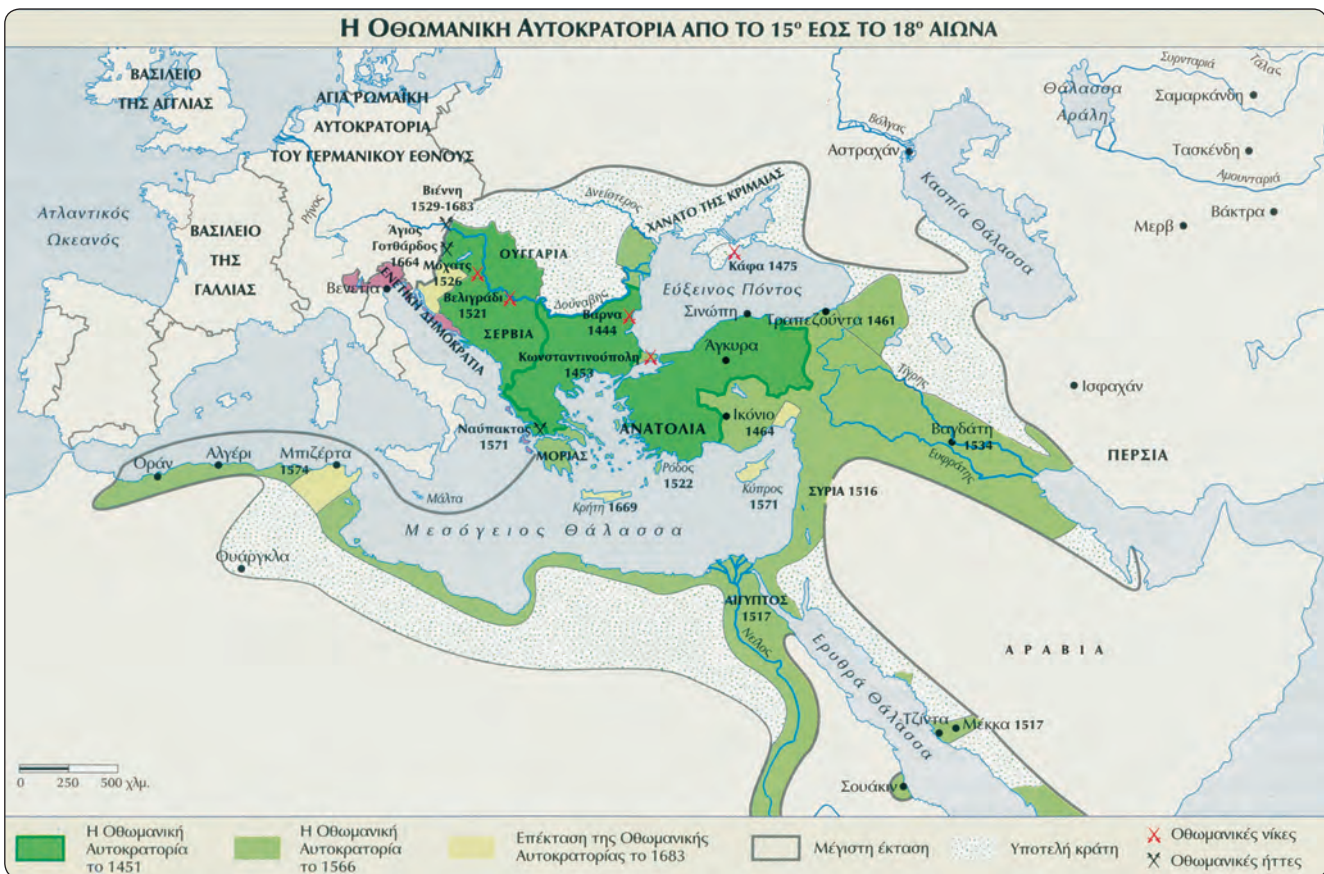 Η ΟΘΩΜΑΝΙΚΗ ΑΥΤΟΚΡΑΤΟΡΙΑ ΑΠΟ ΤΟ 15º ΕΩΣ ΤΟ 18º ΑΙΩΝΑ
ΒΑΣΙΛΕΙΟ
ΤΗΣ ΑΓΓΛΙΑΣ
ΑΓΙΑ ΡΩΜΑΪΚΗ
ΑΥΤΟΚΡΑΤΟΡΙΑ
ΤΟΥ ΓΕΡΜΑΝΙΚΟΥ ΕΘΝΟΥΣ
Συρνταριά
Τάλας
Θάλασσα
Αράλη
Σαμαρκάνδη
Τασκένδη
Αμουνταριά
Βάκτρα
Μερβ
Βόλγας
Αστραχάν
Κασπία Θάλασσα
Ατλαντικός
Ωκεανός
Ρήνος
ΒΑΣΙΛΕΙΟ
ΤΗΣ
ΓΑΛΛΙΑΣ
Βιέννη
1529-1683
Άγιος
Γοτθάρδος
1664
Μόχατς
1526
ΟΥΓΓΑΡΙΑ
Δνείστερος
ΧΑΝΑΤΟ ΤΗΣ ΚΡΙΜΑΙΑΣ
Κάφα 1475
Εύξεινος Πόντος
Βενετία
ΕΝΕΤΙΚΗ ΔΗΜΟΚΡΑΤΙΑ
Βελιγράδι
1521
Δούναβης
Βάρνα
1444
ΣΕΡΒΙΑ
Σινώπη
Τραπεζούντα 1461
Κωνσταντινούπολη
1453
Άγκυρα
Τίγρης
Ισφαχάν
Ναύπακτος
1571
ΑΝΑΤΟΛΙΑ
Ικόνιο
1464
Βαγδάτη
1534
Ευφράτης
ΠΕΡΣΙΑ
Οράν
Αλγέρι
Μπιζέρτα
1574
ΜΟΡΙΑΣ
Ρόδος
1522
Κύπρος
1571
ΣΥΡΙΑ 1516
Μάλτα
Κρήτη 1669
Μεσόγειος Θάλασσα
Ουάργκλα
ΑΙΓΥΠΤΟΣ
1517
Νείλος
Ερυθρά Θάλασσα
ΑΡΑΒΙΑ
Τζίντα
Μέκκα 1517
Σουάκιν
0 250 500 χλμ.
Η Οθωμανική
Αυτοκρατορία
το 1451
Η Οθωμανική
Αυτοκρατορία
το 1566
Επέκταση της Οθωμανικής
Αυτοκρατορίας το 1683
Μέγιστη έκταση
Υποτελή κράτη
Οθωμανικές νίκες
Οθωμανικές ήττες